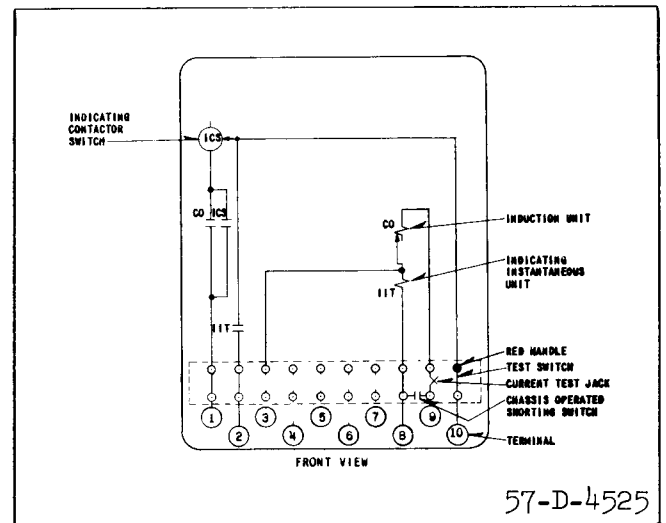 INDICATING
CONTACTOR
SWITCH
ICS
CO ICS
IIT
CO
IIT
INDUCTION UNIT
INDICATING
INSTANTANEOUS
UNIT
RED HANDLE
TEST SWITCH
CURRENT TEST JACK
CHASSIS OPERATED
SHORTING SWITCH
TERMINAL
1
2
3
4
5
6
7
8
9
10
FRONT VIEW
57-D-4525